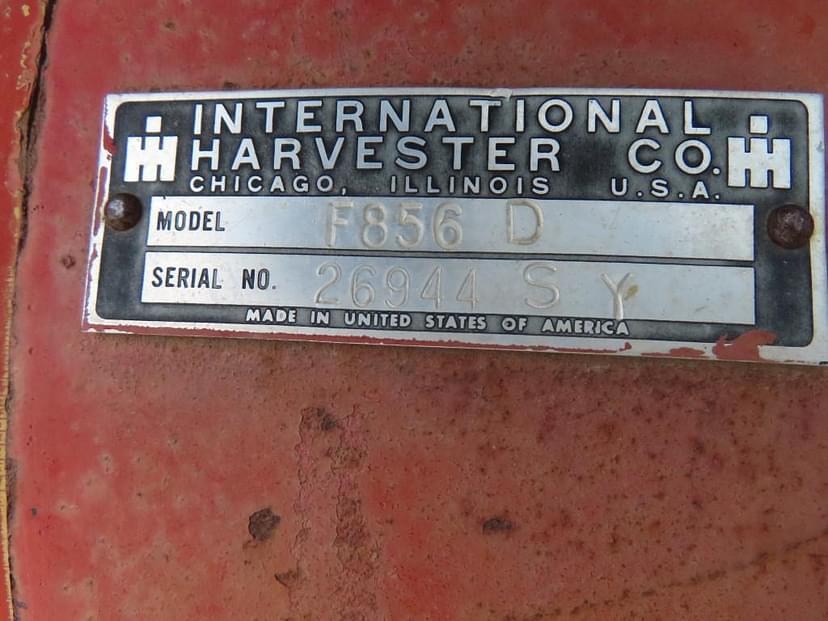 INTERNATIONAL
HARVESTER CO.
CHICAGO, ILLINOIS U.S.A.
MODEL F856 D
SERIAL NO. 26944 S Y
MADE IN UNITED STATES OF AMERICA